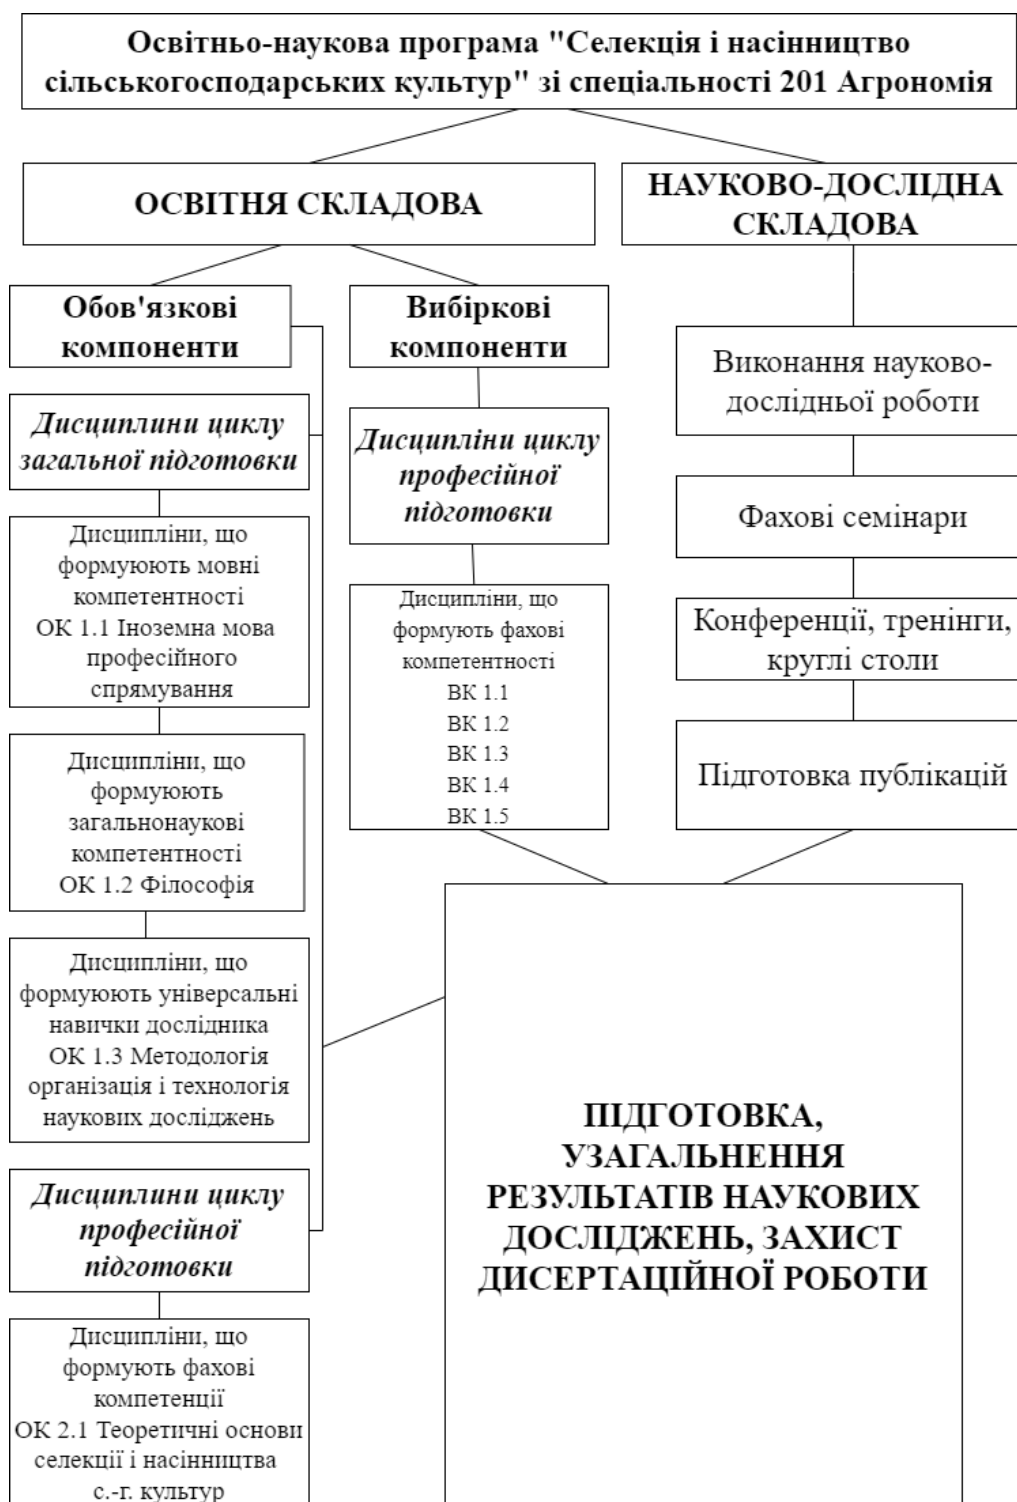 Освітньо-наукова програма "Селекція і насінництво
сільськогосподарських культур" зі спеціальності 201 Агрономія
ОСВІТНЯ СКЛАДОВА
НАУКОВО-ДОСЛІДНА
СКЛАДОВА
Обов'язкові
компоненти
Вибіркові
компоненти
Дисциплини циклу
загальної підготовки
Дисципліни, що
формуюють мовні
компетентності
ОК 1.1 Іноземна мова
професійного
спрямування
Дисципліни, що
формуюють
загальнонаукові
компетентності
ОК 1.2 Філософія
Дисципліни, що
формуюють універсальні
навички дослідника
ОК 1.3 Методологія
організація і технологія
наукових досліджень
Дисциплини циклу
професійної
підготовки
Дисципліни, що
формують фахові
компетенції
ОК 2.1 Теоретичні основи
селекції і насінництва
с.-г. культур
Дисципліни циклу
професійної
підготовки
Дисципліни, що
формують фахові
компетентності
ВК 1.1
ВК 1.2
ВК 1.3
ВК 1.4
ВК 1.5
Виконання науково-
дослідньої роботи
Фахові семінари
Конференції, тренінги,
круглі столи
Підготовка публікацій
ПІДГОТОВКА,
УЗАГАЛЬНЕННЯ
РЕЗУЛЬТАТІВ НАУКОВИХ
ДОСЛІДЖЕНЬ, ЗАХИСТ
ДИСЕРТАЦІЙНОЇ РОБОТИ